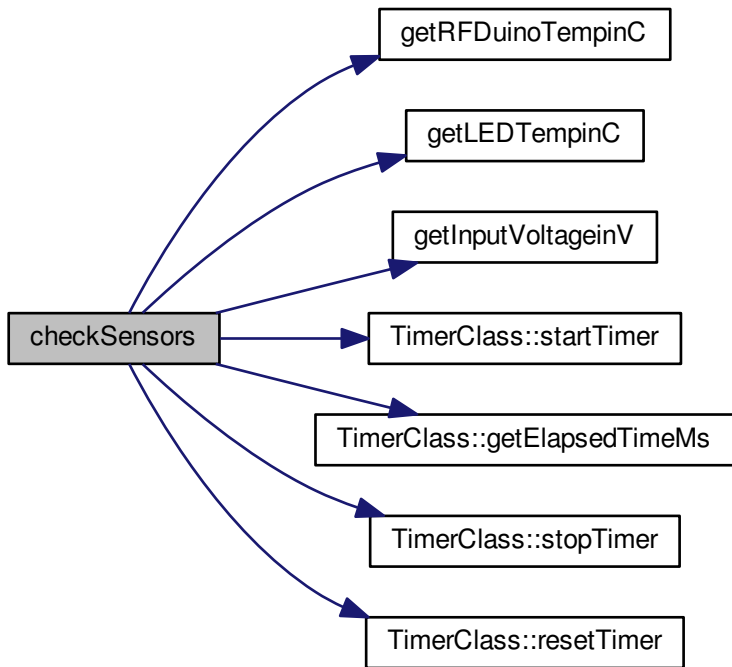 getRFDuinoTempinC
getLEDTempinC
getInputVoltageinV
checkSensors
TimerClass::startTimer
TimerClass::getElapsedTimeMs
TimerClass::stopTimer
TimerClass::resetTimer